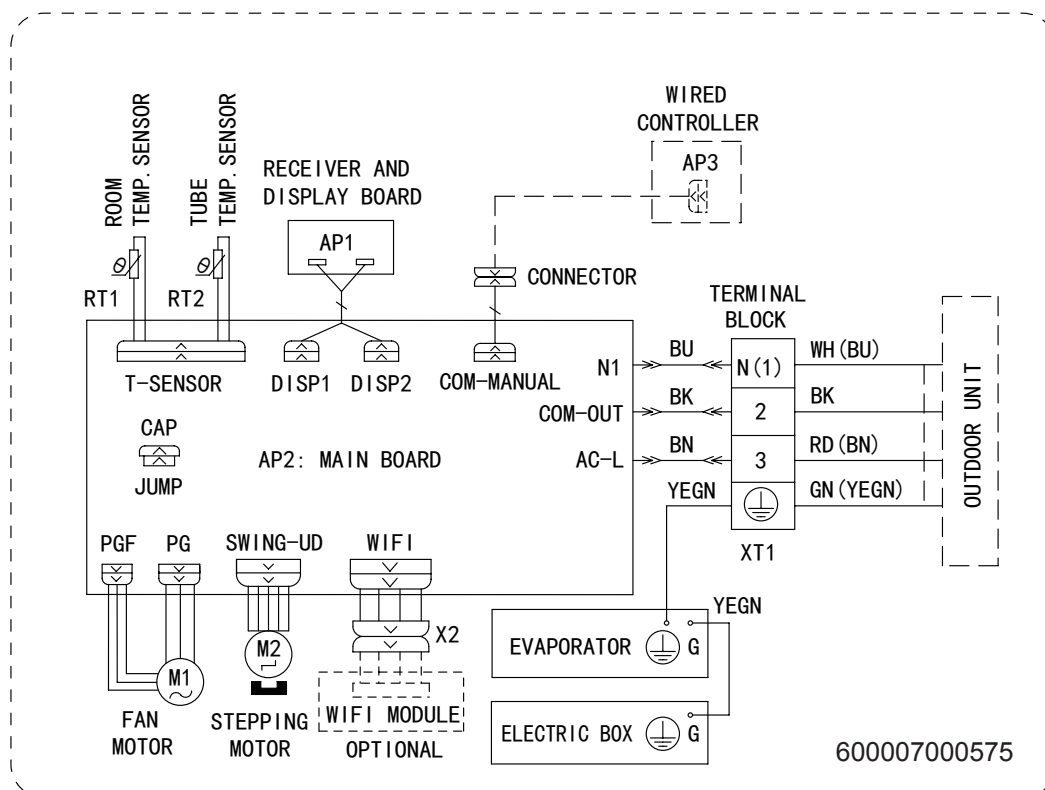 WIRED
CONTROLLER
AP3
ROOM
TEMP. SENSOR
TUBE
TEMP. SENSOR
RECEIVER AND
DISPLAY BOARD
AP1
θ
θ
RT1
RT2
CONNECTOR
TERMINAL
BLOCK
T-SENSOR
DISP1
DISP2
COM-MANUAL
N1
BU
N(1)
WH(BU)
COM-OUT
BK
2
BK
AC-L
BN
3
RD(BN)
YEGN
GN(YEGN)
XT1
OUTDOOR UNIT
CAP
JUMP
AP2: MAIN BOARD
PGF
PG
SWING-UD
WIFI
M1
M2
X2
FAN
MOTOR
STEPPING
MOTOR
WIFI MODULE
OPTIONAL
YEGN
EVAPORATOR
G
ELECTRIC BOX
G
600007000575